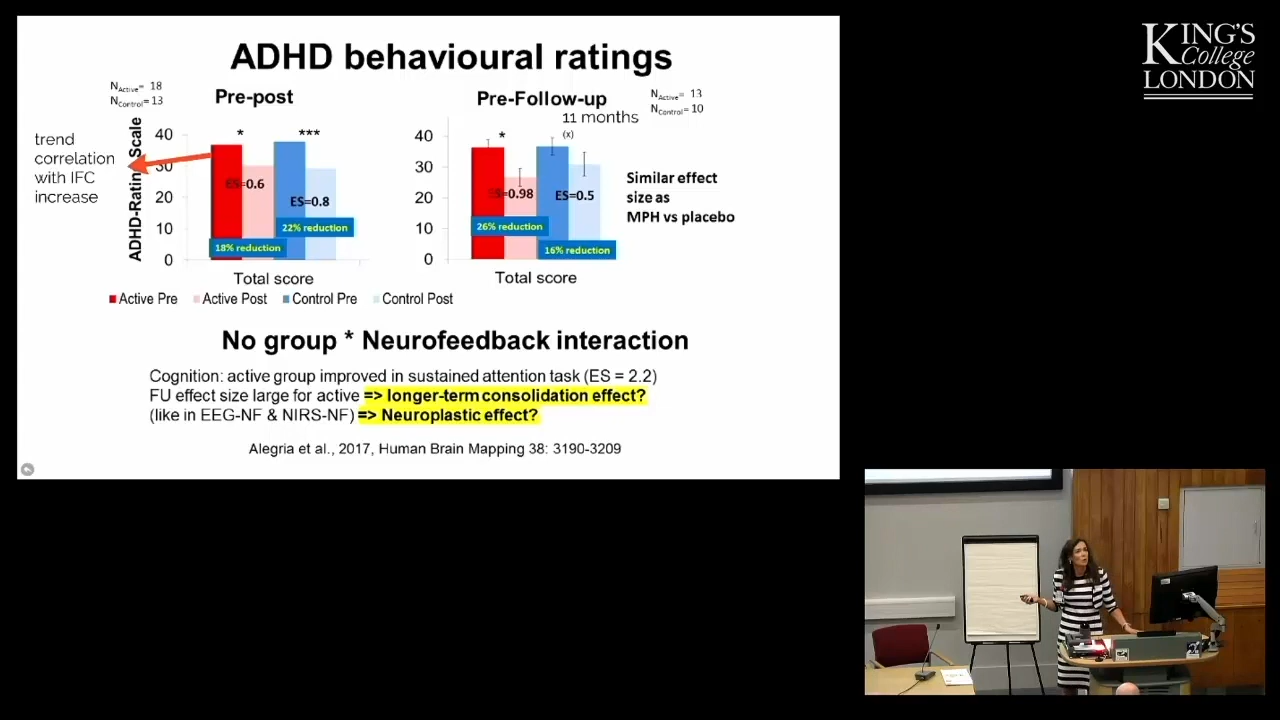 ADHD behavioural ratings
NActive= 18
NControl= 13
Pre-post
trend
correlation
with IFC
increase
ADHD-Rating Scale
40
30
20
10
0
*
***
ES=0.6
ES=0.8
22% reduction
18% reduction
Total score
Pre-Follow-up
11 months
NActive= 13
NControl= 10
40
30
20
10
0
*
(x)
ES=0.98
ES=0.5
26% reduction
16% reduction
Total score
Similar effect
size as
MPH vs placebo
Active Pre Active Post Control Pre Control Post
No group * Neurofeedback interaction
Cognition: active group improved in sustained attention task (ES = 2.2)
FU effect size large for active => longer-term consolidation effect?
(like in EEG-NF & NIRS-NF) => Neuroplastic effect?
Alegria et al., 2017, Human Brain Mapping 38: 3190-3209
KING'S
College
LONDON